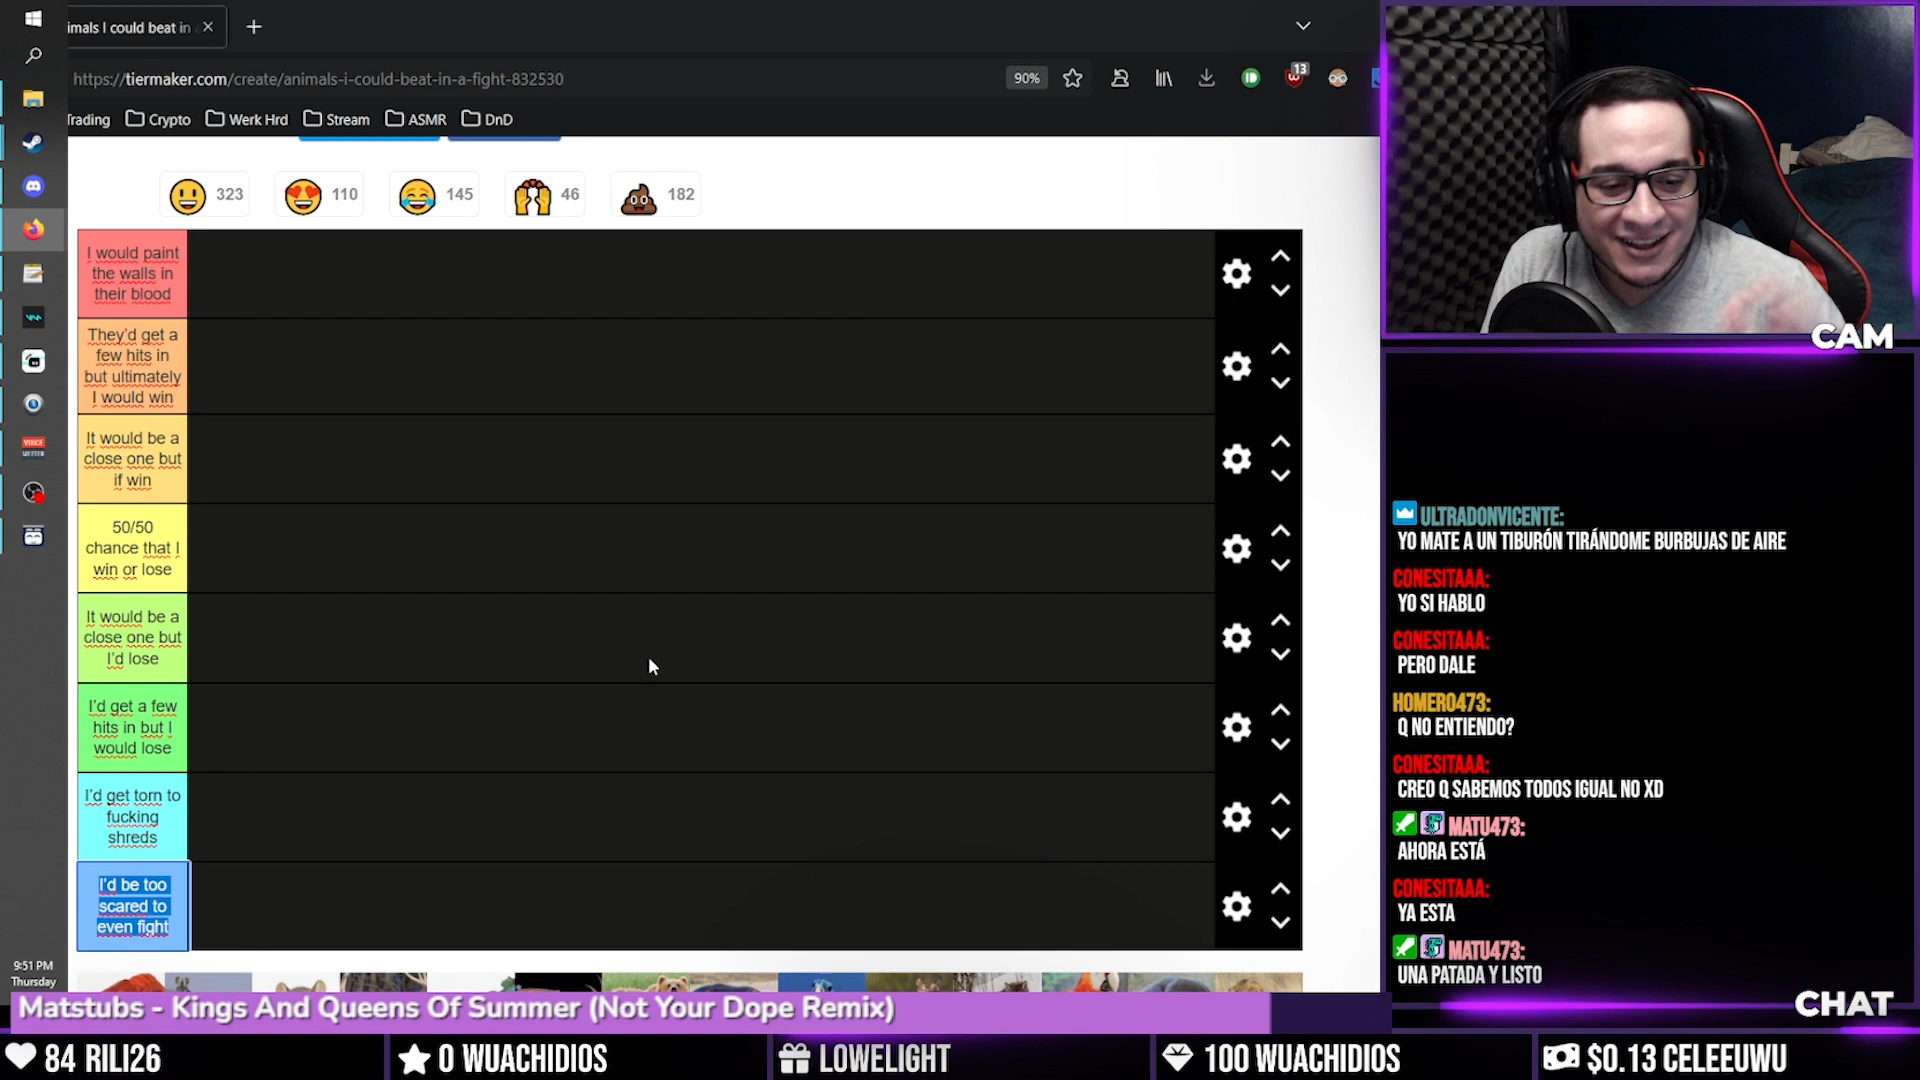 imals I could beat in
https://tiermaker.com/create/animals-i-could-beat-in-a-fight-832530
90%
13
Trading
Crypto
Werk Hrd
Stream
ASMR
DnD
323
110
145
46
182
I would paint
the walls in
their blood
They'd get a
few hits in
but ultimately
I would win
It would be a
close one but
if win
50/50
chance that I
win or lose
It would be a
close one but
I'd lose
I'd get a few
hits in but I
would lose
I'd get torn to
fucking
shreds
I'd be too
scared to
even fight
9:51 PM
Thursday
CAM
ULTRADONVICENTE:
YO MATE A UN TIBURÓN TIRÁNDOME BURBUJAS DE AIRE
CONESITAAA:
YO SI HABLO
CONESITAAA:
PERO DALE
HOMERO473:
Q NO ENTIENDO?
CONESITAAA:
CREO Q SABEMOS TODOS IGUAL NO XD
MATU473:
AHORA ESTÁ
CONESITAAA:
YA ESTA
MATU473:
UNA PATADA Y LISTO
CHAT
Matstubs - Kings And Queens Of Summer (Not Your Dope Remix)
84 RILI26
0 WUACHIDIOS
LOWELIGHT
100 WUACHIDIOS
$0.13 CELEEUWU